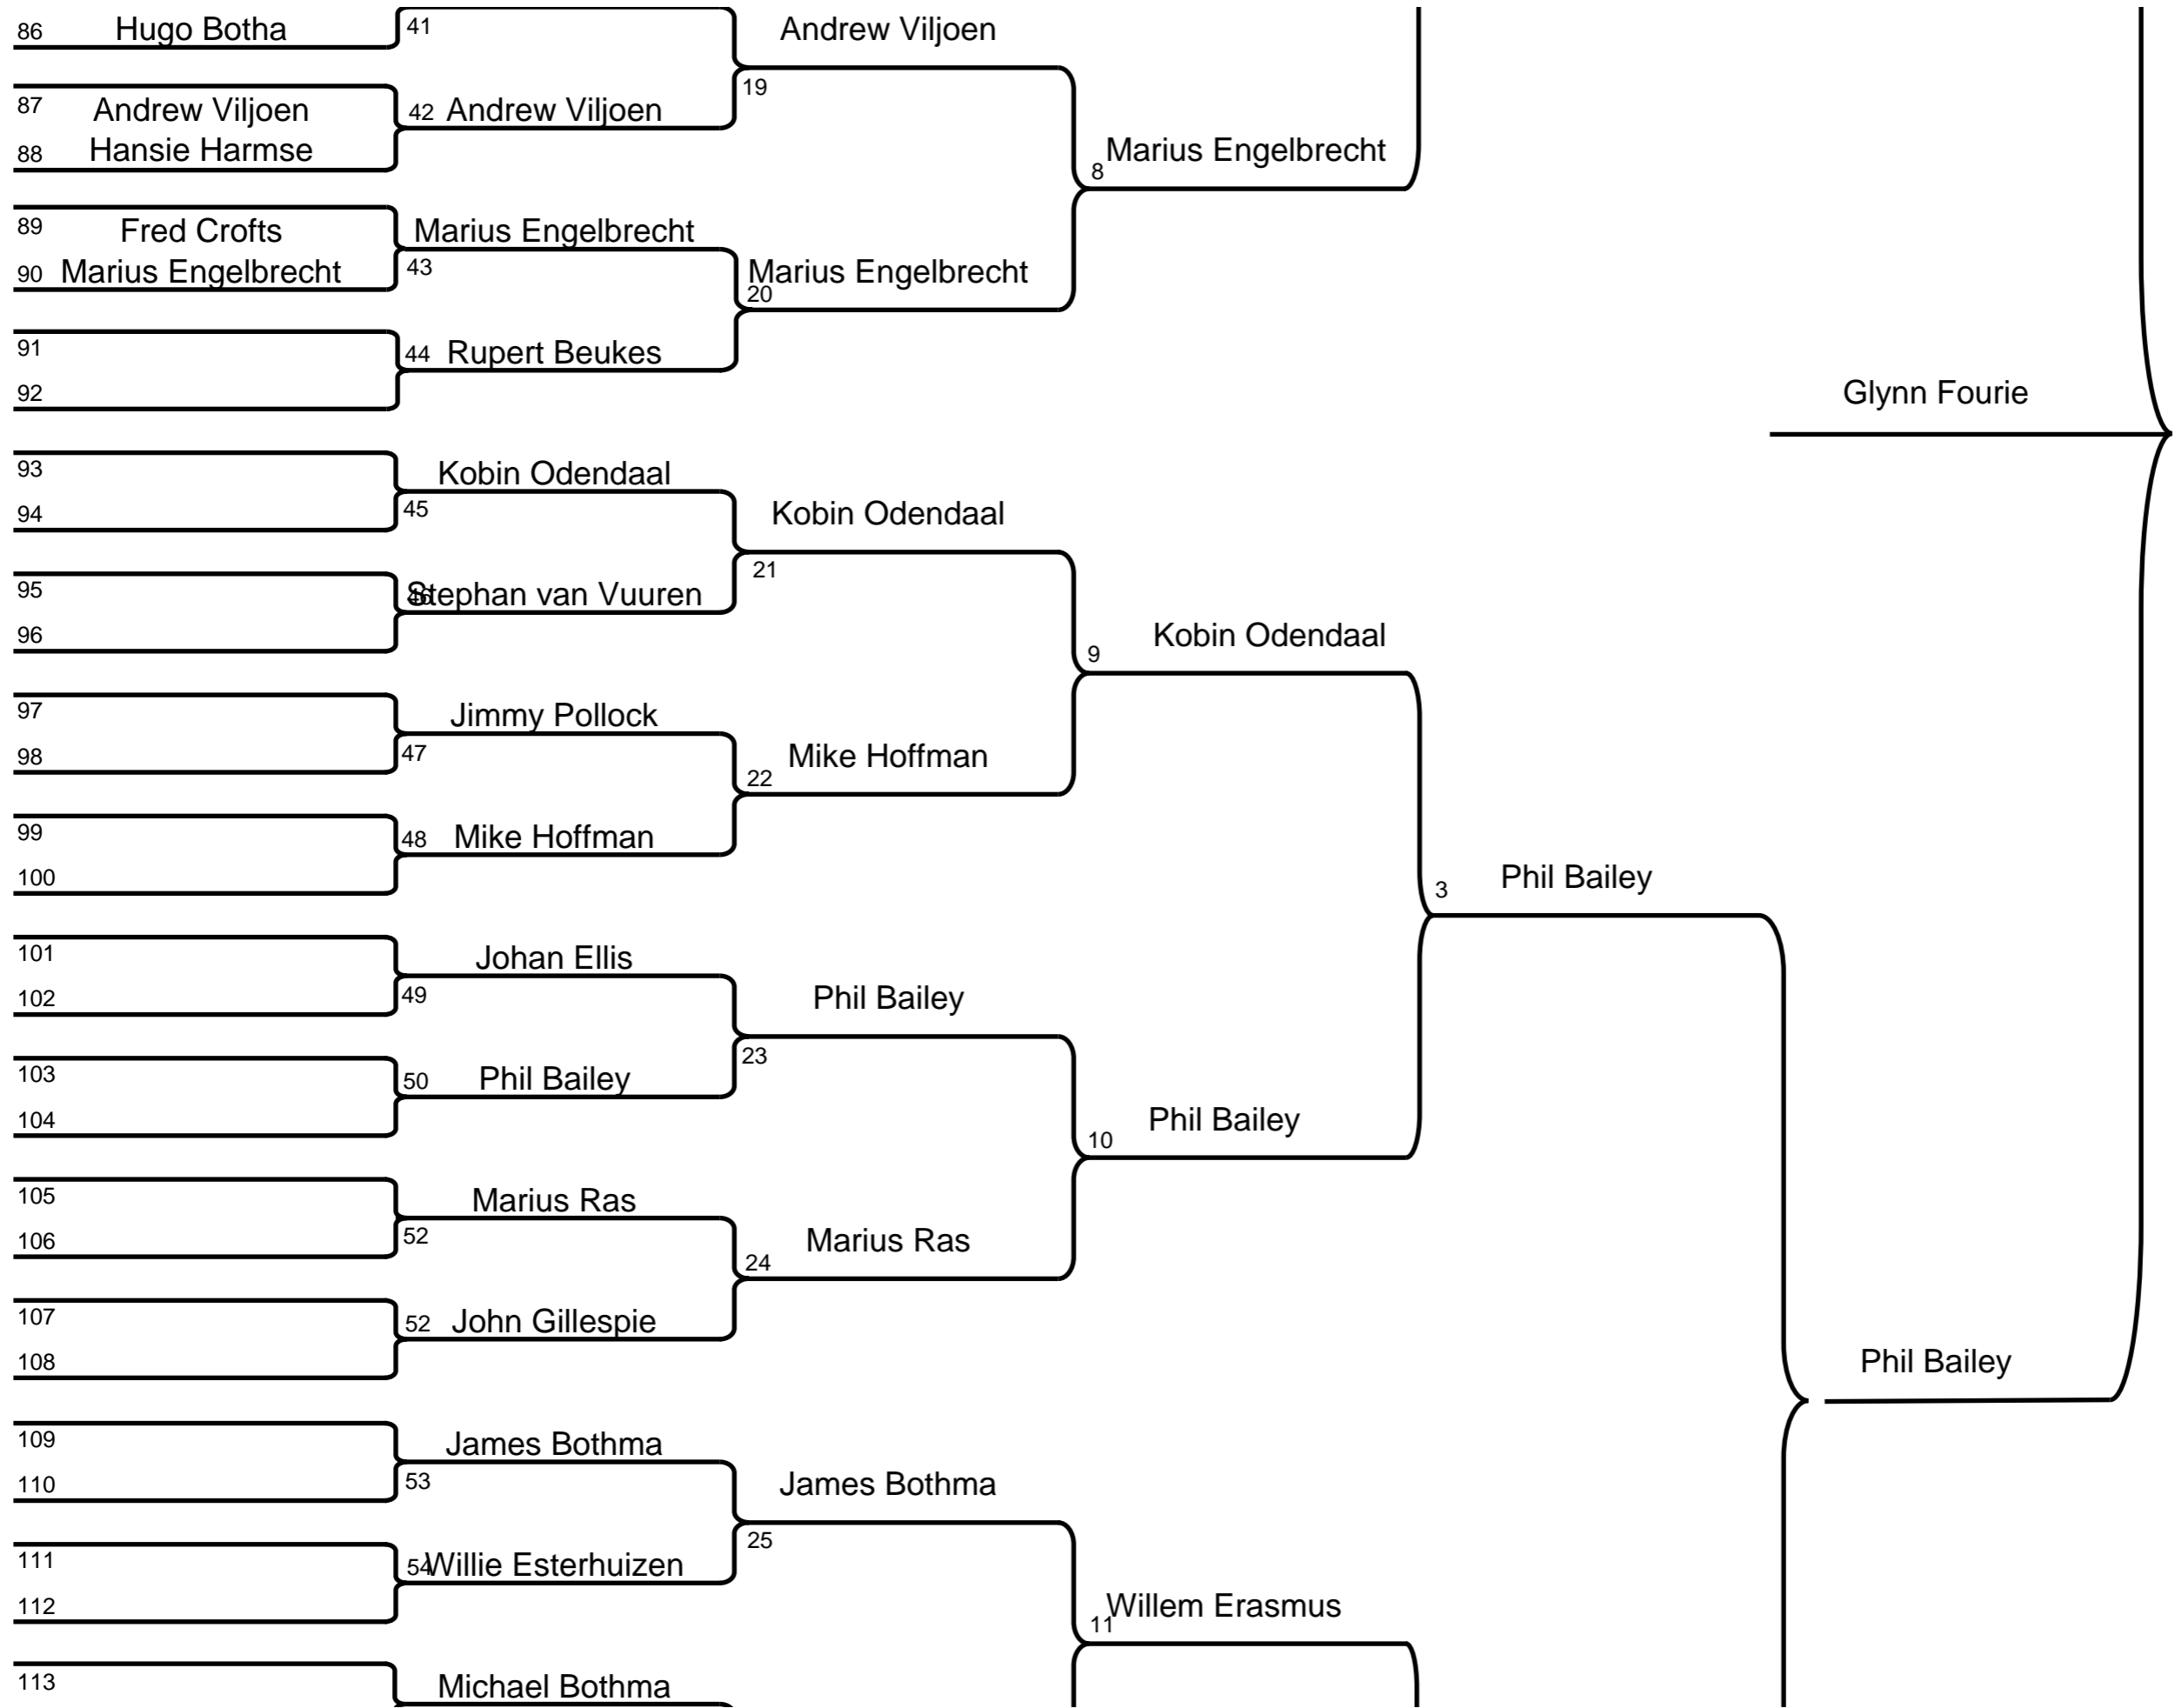 86 Hugo Botha 41 Andrew Viljoen
19
87 Andrew Viljoen 42 Andrew Viljoen
88 Hansie Harmse
8 Marius Engelbrecht
89 Fred Crofts Marius Engelbrecht
90 Marius Engelbrecht 43 Marius Engelbrecht
20
91 44 Rupert Beukes
92
Glynn Fourie
93 Kobin Odendaal
94 45 Kobin Odendaal
21
95 46 Stephan van Vuuren
96
9 Kobin Odendaal
97 Jimmy Pollock
98 47 Mike Hoffman
22
99 48 Mike Hoffman
100
3 Phil Bailey
101 Johan Ellis
102 49 Phil Bailey
23
103 50 Phil Bailey
104
10 Phil Bailey
105 Marius Ras
106 52 Marius Ras
24
107 52 John Gillespie
108
Phil Bailey
109 James Bothma
110 53 James Bothma
25
111 54 Willie Esterhuizen
112
11 Willem Erasmus
113 Michael Bothma